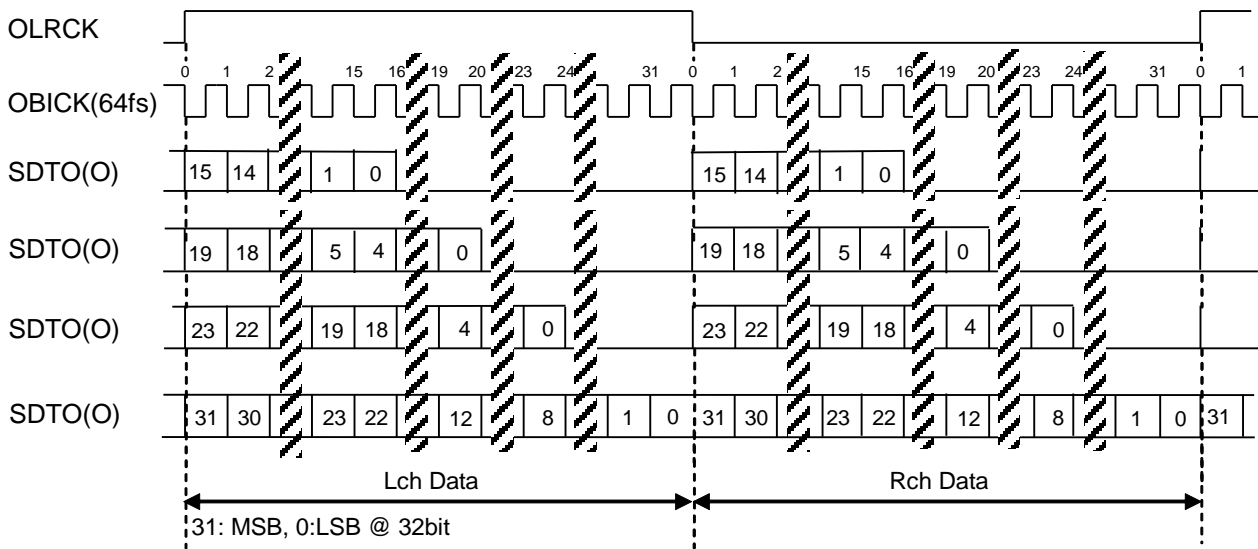 OLRCK
0 1 2 15 16 19 20 23 24 31 0 1 2 15 16 19 20 23 24 31 0 1
OBICK(64fs)
SDTO(O) 15 14 1 0 15 14 1 0
SDTO(O) 19 18 5 4 0 19 18 5 4 0
SDTO(O) 23 22 19 18 4 0 23 22 19 18 4 0
SDTO(O) 31 30 23 22 12 8 1 0 31 30 23 22 12 8 1 0 31
Lch Data Rch Data
31: MSB, 0:LSB @ 32bit